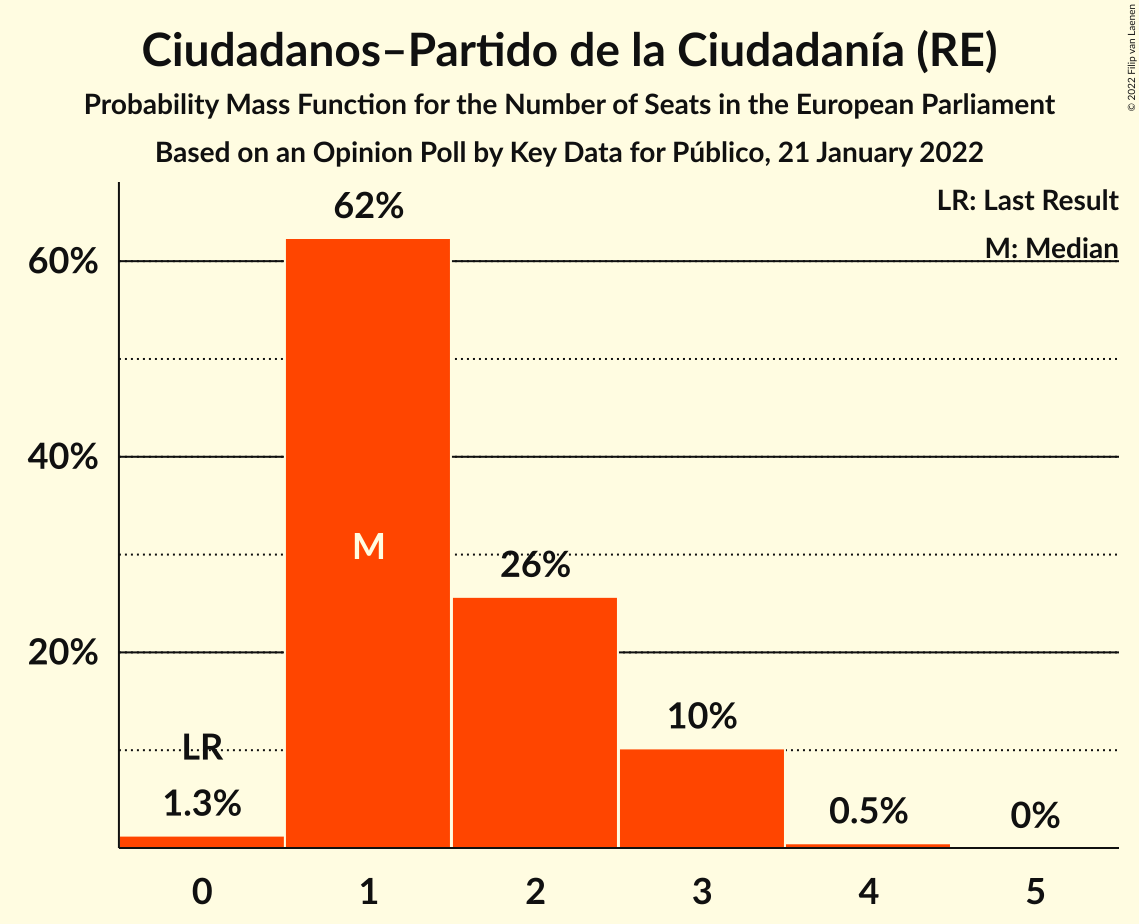 Ciudadanos–Partido de la Ciudadanía (RE)
Probability Mass Function for the Number of Seats in the European Parliament
Based on an Opinion Poll by Key Data for Público, 21 January 2022
© 2022 Filip van Laenen
LR: Last Result
M: Median
62%
60%
40%
M
26%
20%
10%
LR
1.3%
0.5%
0%
0 1 2 3 4 5